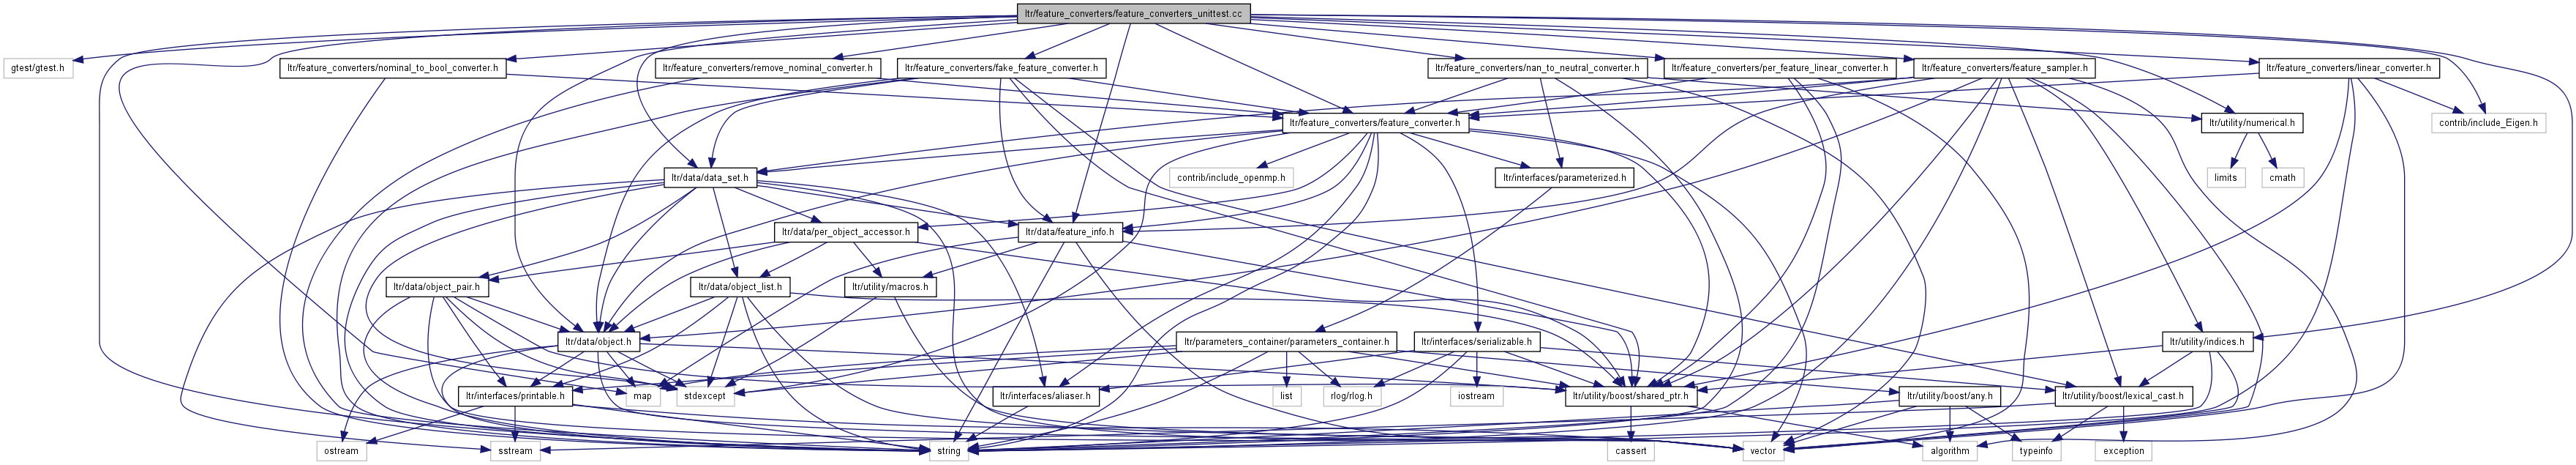 ltr/feature_converters/feature_converters_unittest.cc
gtest/gtest.h
ltr/feature_converters/nominal_to_bool_converter.h
ltr/feature_converters/remove_nominal_converter.h
ltr/feature_converters/fake_feature_converter.h
ltr/feature_converters/nan_to_neutral_converter.h
ltr/feature_converters/per_feature_linear_converter.h
ltr/feature_converters/feature_sampler.h
ltr/feature_converters/linear_converter.h
ltr/feature_converters/feature_converter.h
ltr/utility/numerical.h
contrib/include_Eigen.h
ltr/data/data_set.h
contrib/include_openmp.h
ltr/interfaces/parameterized.h
limits
cmath
ltr/data/per_object_accessor.h
ltr/data/feature_info.h
ltr/data/object_pair.h
ltr/data/object_list.h
ltr/utility/macros.h
ltr/data/object.h
ltr/parameters_container/parameters_container.h
ltr/interfaces/serializable.h
ltr/utility/indices.h
ltr/interfaces/printable.h
map
stdexcept
ltr/interfaces/aliaser.h
list
rlog/rlog.h
iostream
ltr/utility/boost/shared_ptr.h
ltr/utility/boost/any.h
ltr/utility/boost/lexical_cast.h
ostream
sstream
string
cassert
vector
algorithm
typeinfo
exception